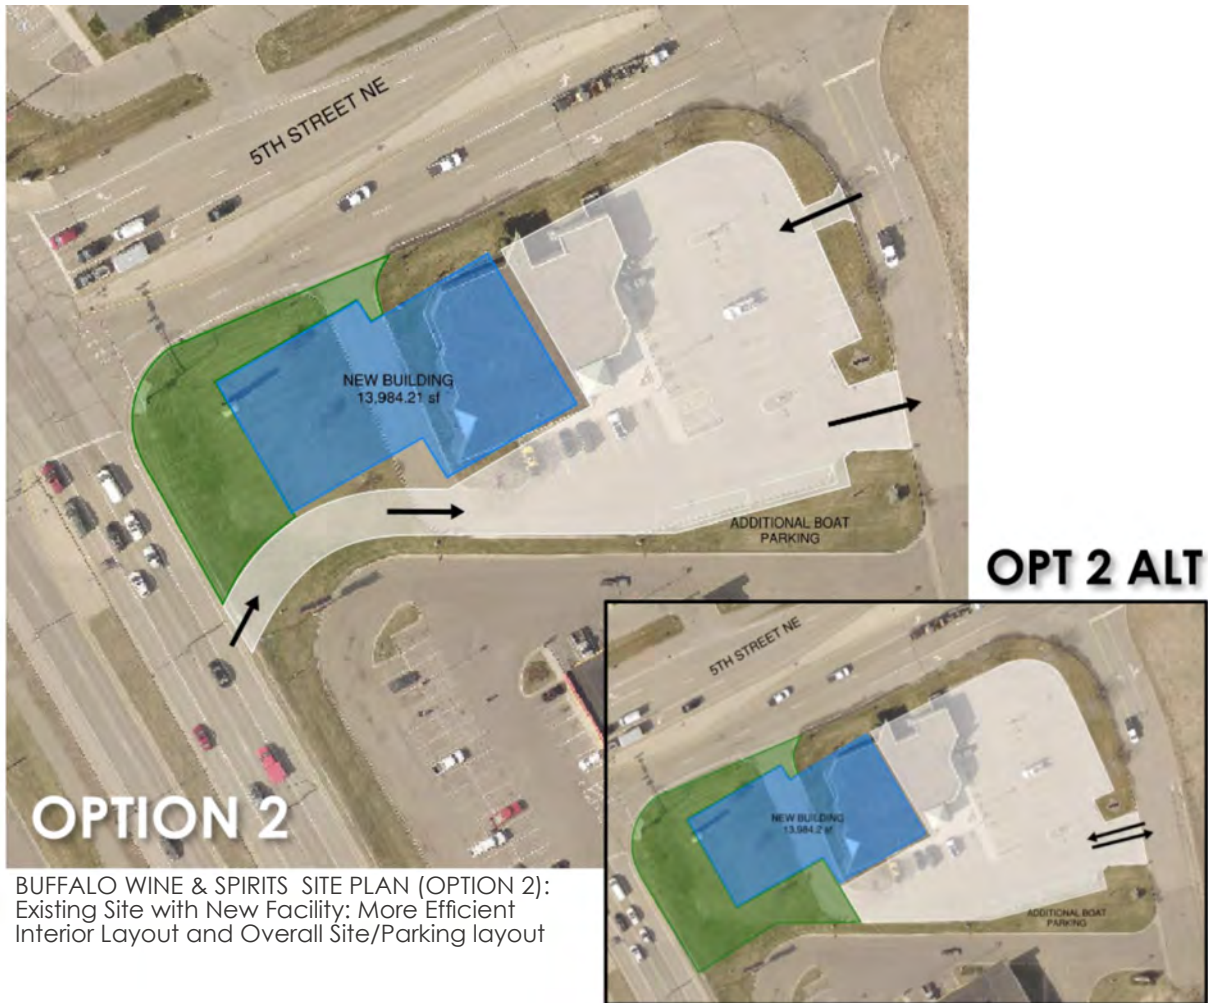 5TH STREET NE
NEW BUILDING
13,984.21 sf
ADDITIONAL BOAT
PARKING
OPTION 2
BUFFALO WINE & SPIRITS SITE PLAN (OPTION 2):
Existing Site with New Facility: More Efficient
Interior Layout and Overall Site/Parking layout
OPT 2 ALT
5TH STREET NE
NEW BUILDING
13,984.2 sf
ADDITIONAL BOAT
PARKING